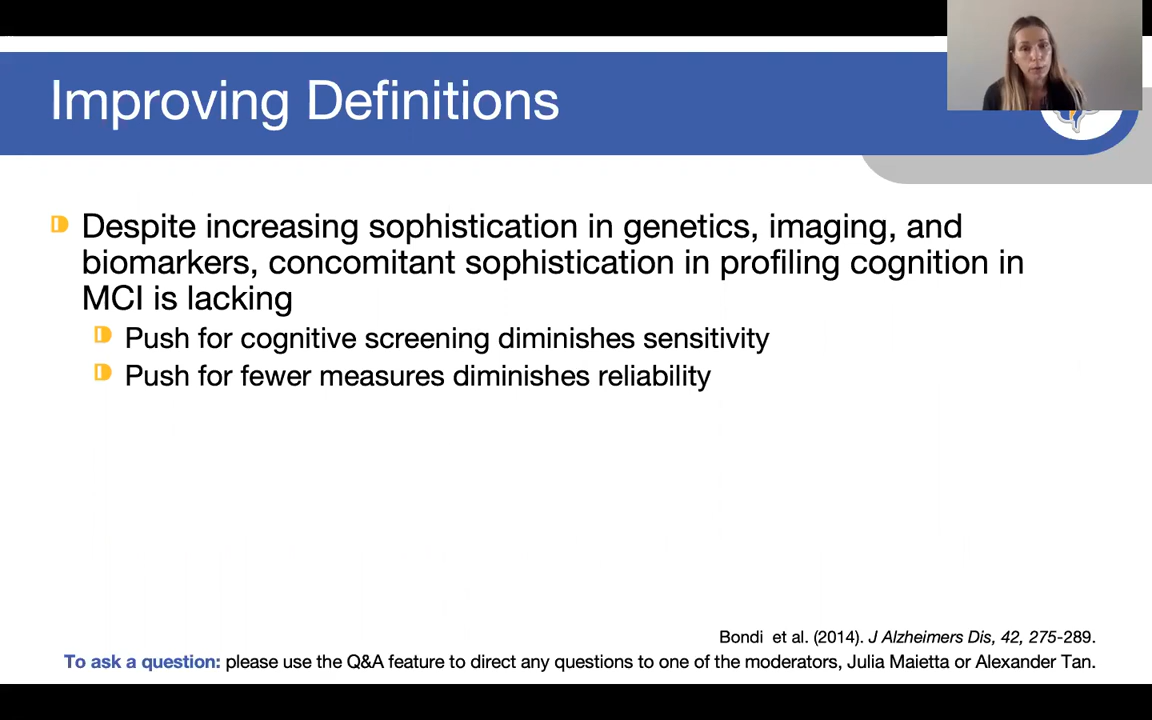 Improving Definitions
Despite increasing sophistication in genetics, imaging, and
biomarkers, concomitant sophistication in profiling cognition in
MCI is lacking
Push for cognitive screening diminishes sensitivity
Push for fewer measures diminishes reliability
Bondi et al. (2014). J Alzheimers Dis, 42, 275-289.
To ask a question: please use the Q&A feature to direct any questions to one of the moderators, Julia Maietta or Alexander Tan.